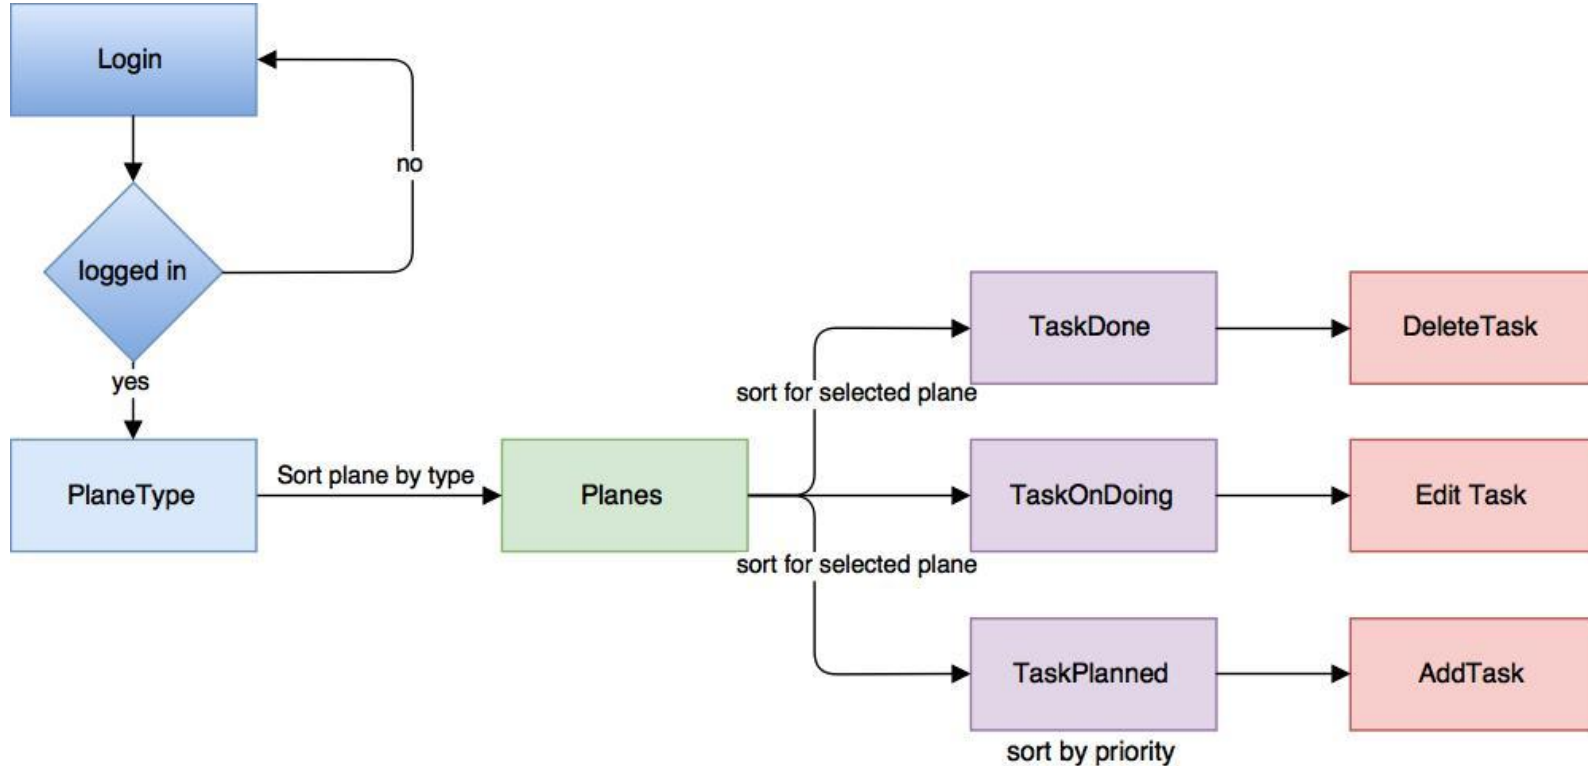 Login
no
logged in
yes
PlaneType
Sort plane by type
Planes
sort for selected plane
sort for selected plane
TaskDone
DeleteTask
TaskOnDoing
Edit Task
TaskPlanned
AddTask
sort by priority